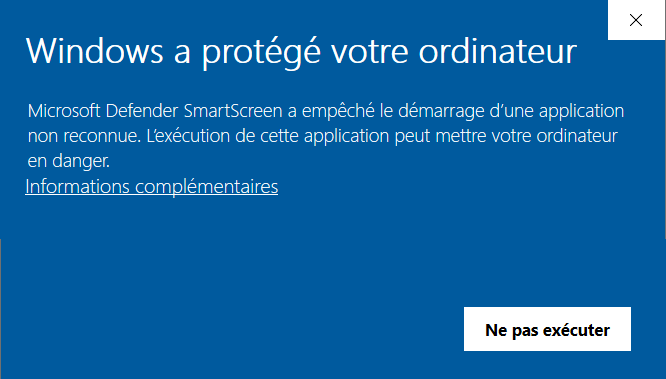 Windows a protégé votre ordinateur
Microsoft Defender SmartScreen a empêché le démarrage d’une application
non reconnue. L’exécution de cette application peut mettre votre ordinateur
en danger.
Informations complémentaires
Ne pas exécuter